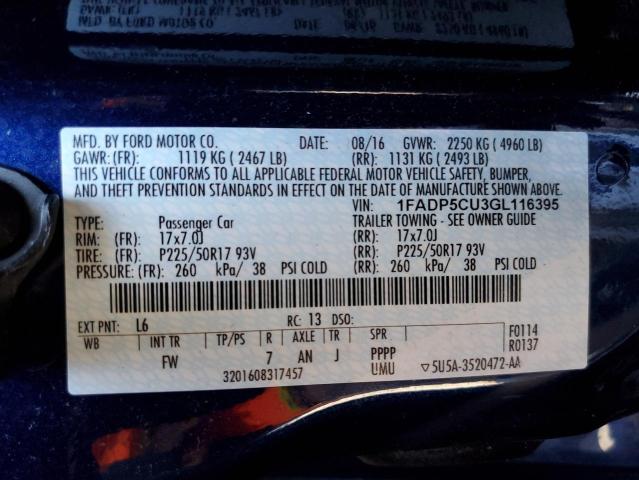 MFD. BY FORD MOTOR CO. DATE: 08/16 GVWR: 2250 KG ( 4960 LB)
GAWR: (FR): 1119 KG ( 2467 LB) (RR): 1131 KG ( 2493 LB)
THIS VEHICLE CONFORMS TO ALL APPLICABLE FEDERAL MOTOR VEHICLE SAFETY, BUMPER,
AND THEFT PREVENTION STANDARDS IN EFFECT ON THE DATE OF MANUFACTURE SHOWN ABOVE.
VIN: 1FADP5CU3GL116395
TYPE: Passenger Car TRAILER TOWING - SEE OWNER GUIDE
RIM: (FR): 17x7.0J (RR): 17x7.0J
TIRE: (FR): P225/50R17 93V (RR): P225/50R17 93V
PRESSURE: (FR): 260 kPa/ 38 PSI COLD (RR): 260 kPa/ 38 PSI COLD
EXT PNT: L6 RC: 13 DSO:
WB INT TR TP/PS R AXLE TR SPR F0114
FW 7 AN J PPPP R0137
3201608317457 UMU ▽5U5A-3520472-AA